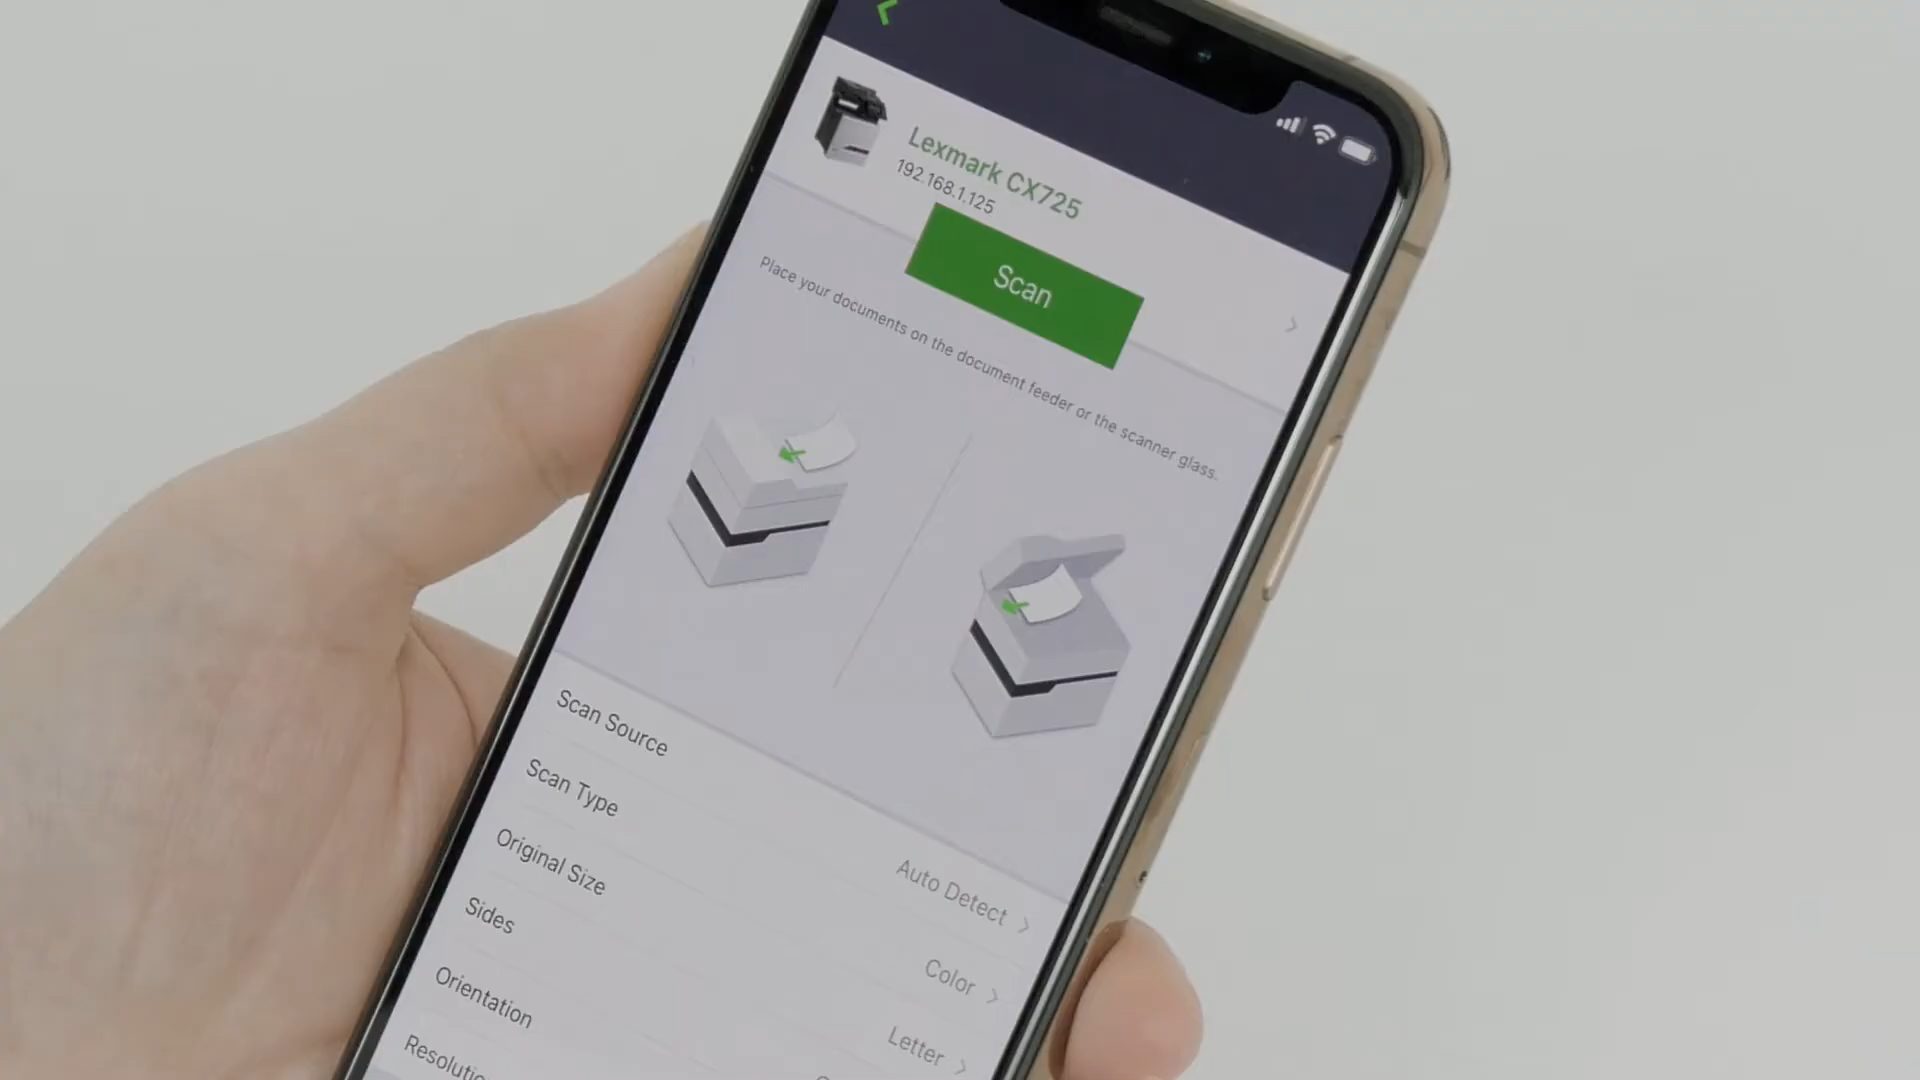 Lexmark CX725
192.168.1.125
Scan
Place your documents on the document feeder or the scanner glass.
Scan Source
Auto Detect
Scan Type
Color
Original Size
Letter
Sides
Orientation